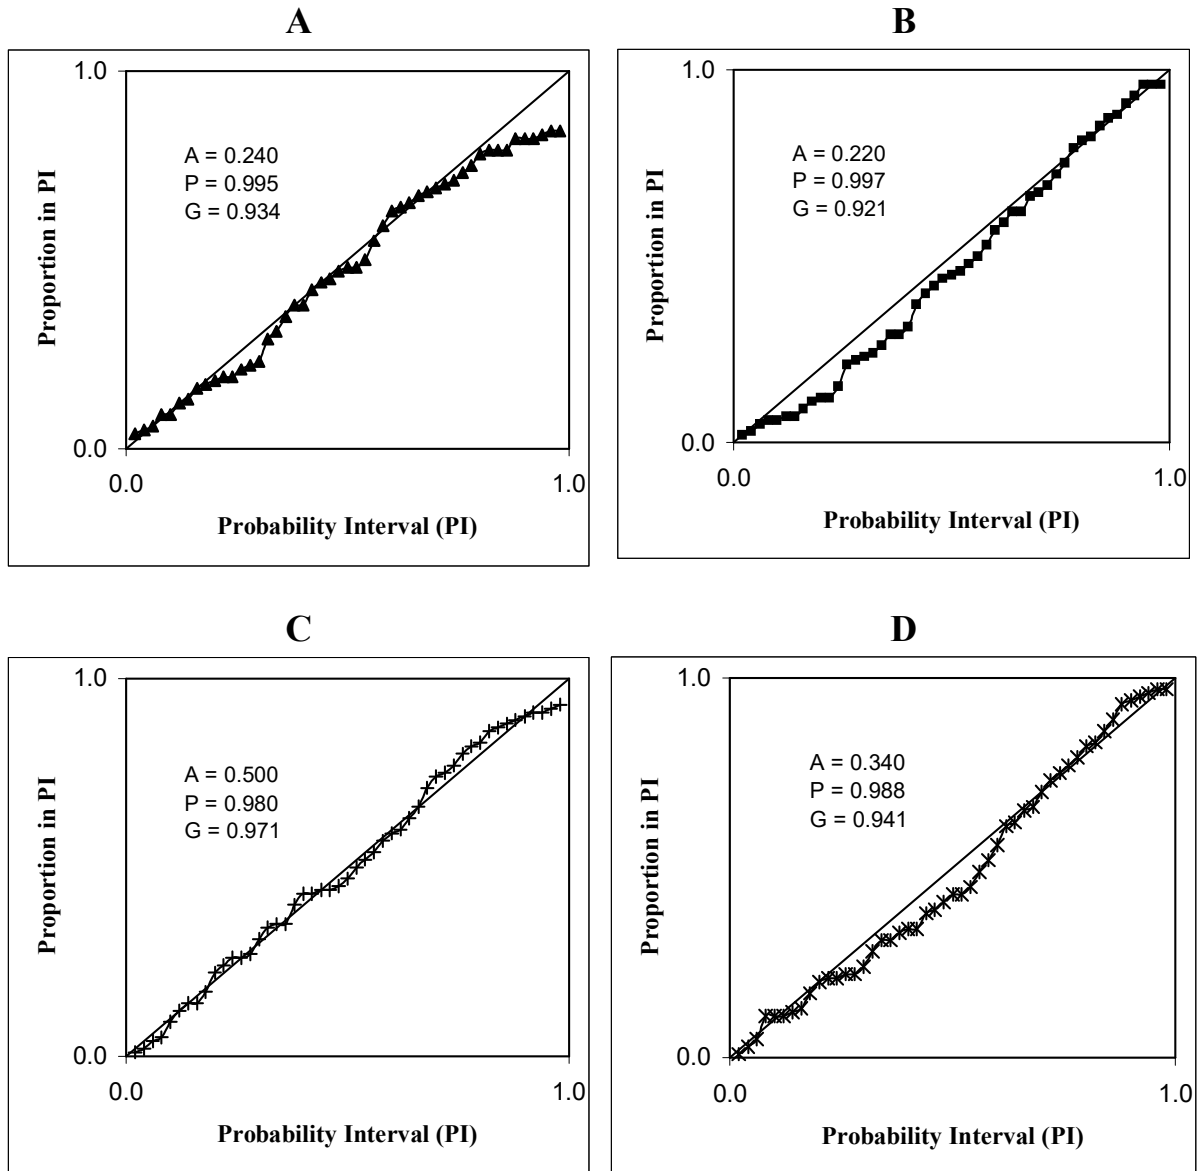 A
1.0
A = 0.240
P = 0.995
G = 0.934
Proportion in PI
0.0
0.0
1.0
Probability Interval (PI)
B
1.0
A = 0.220
P = 0.997
G = 0.921
Proportion in PI
0.0
0.0
1.0
Probability Interval (PI)
C
1.0
A = 0.500
P = 0.980
G = 0.971
Proportion in PI
0.0
0.0
1.0
Probability Interval (PI)
D
1.0
A = 0.340
P = 0.988
G = 0.941
Proportion in PI
0.0
0.0
1.0
Probability Interval (PI)